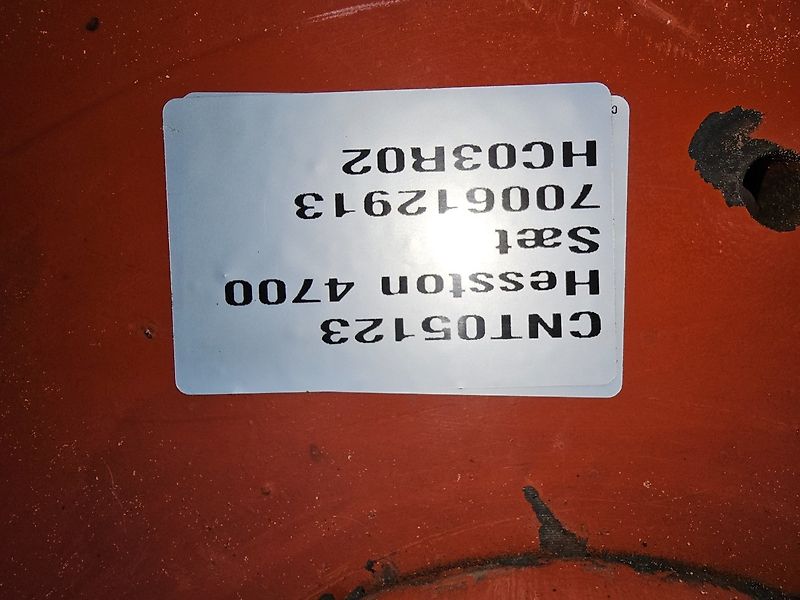 CNT05123
Hesston 4700
Sæt
700612913
HC03R02